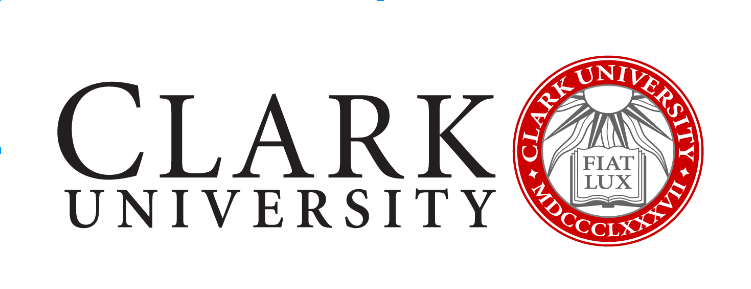 CLARK
UNIVERSITY
CLARK UNIVERSITY
FIAT
LUX
MDCCCLXXXVII